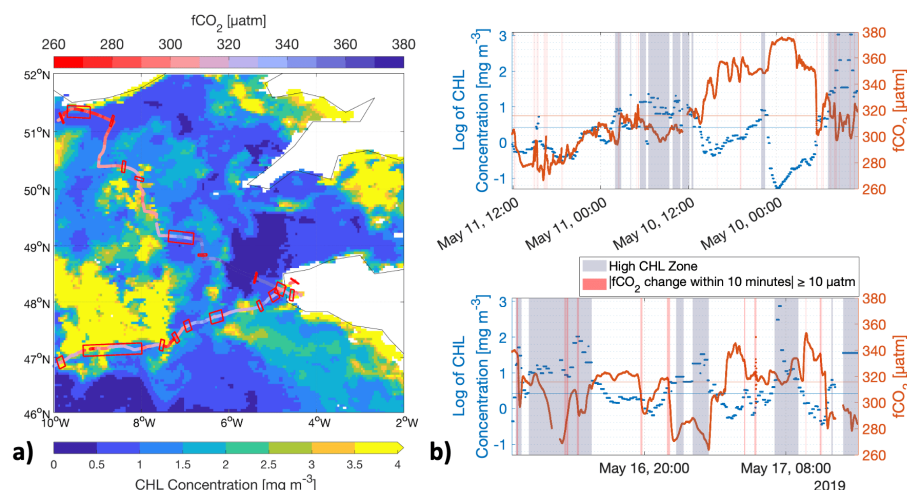 fCO2 [µatm]
260 280 300 320 340 360 380
52°N
51°N
50°N
49°N
48°N
47°N
46°N
10°W 8°W 6°W 4°W 2°W
a)
0 0.5 1 1.5 2 2.5 3 3.5 4
CHL Concentration [mg m⁻³]
Log of CHL
Concentration [mg m⁻³]
3
2
1
0
-1
380
360
340
320
300
280
260
fCO2 [µatm]
May 11, 12:00 May 11, 00:00 May 10, 12:00 May 10, 00:00
High CHL Zone
|fCO2 change within 10 minutes| ≥ 10 µatm
Log of CHL
Concentration [mg m⁻³]
3
2
1
0
-1
380
360
340
320
300
280
260
fCO2 [µatm]
May 16, 20:00 May 17, 08:00
2019
b)